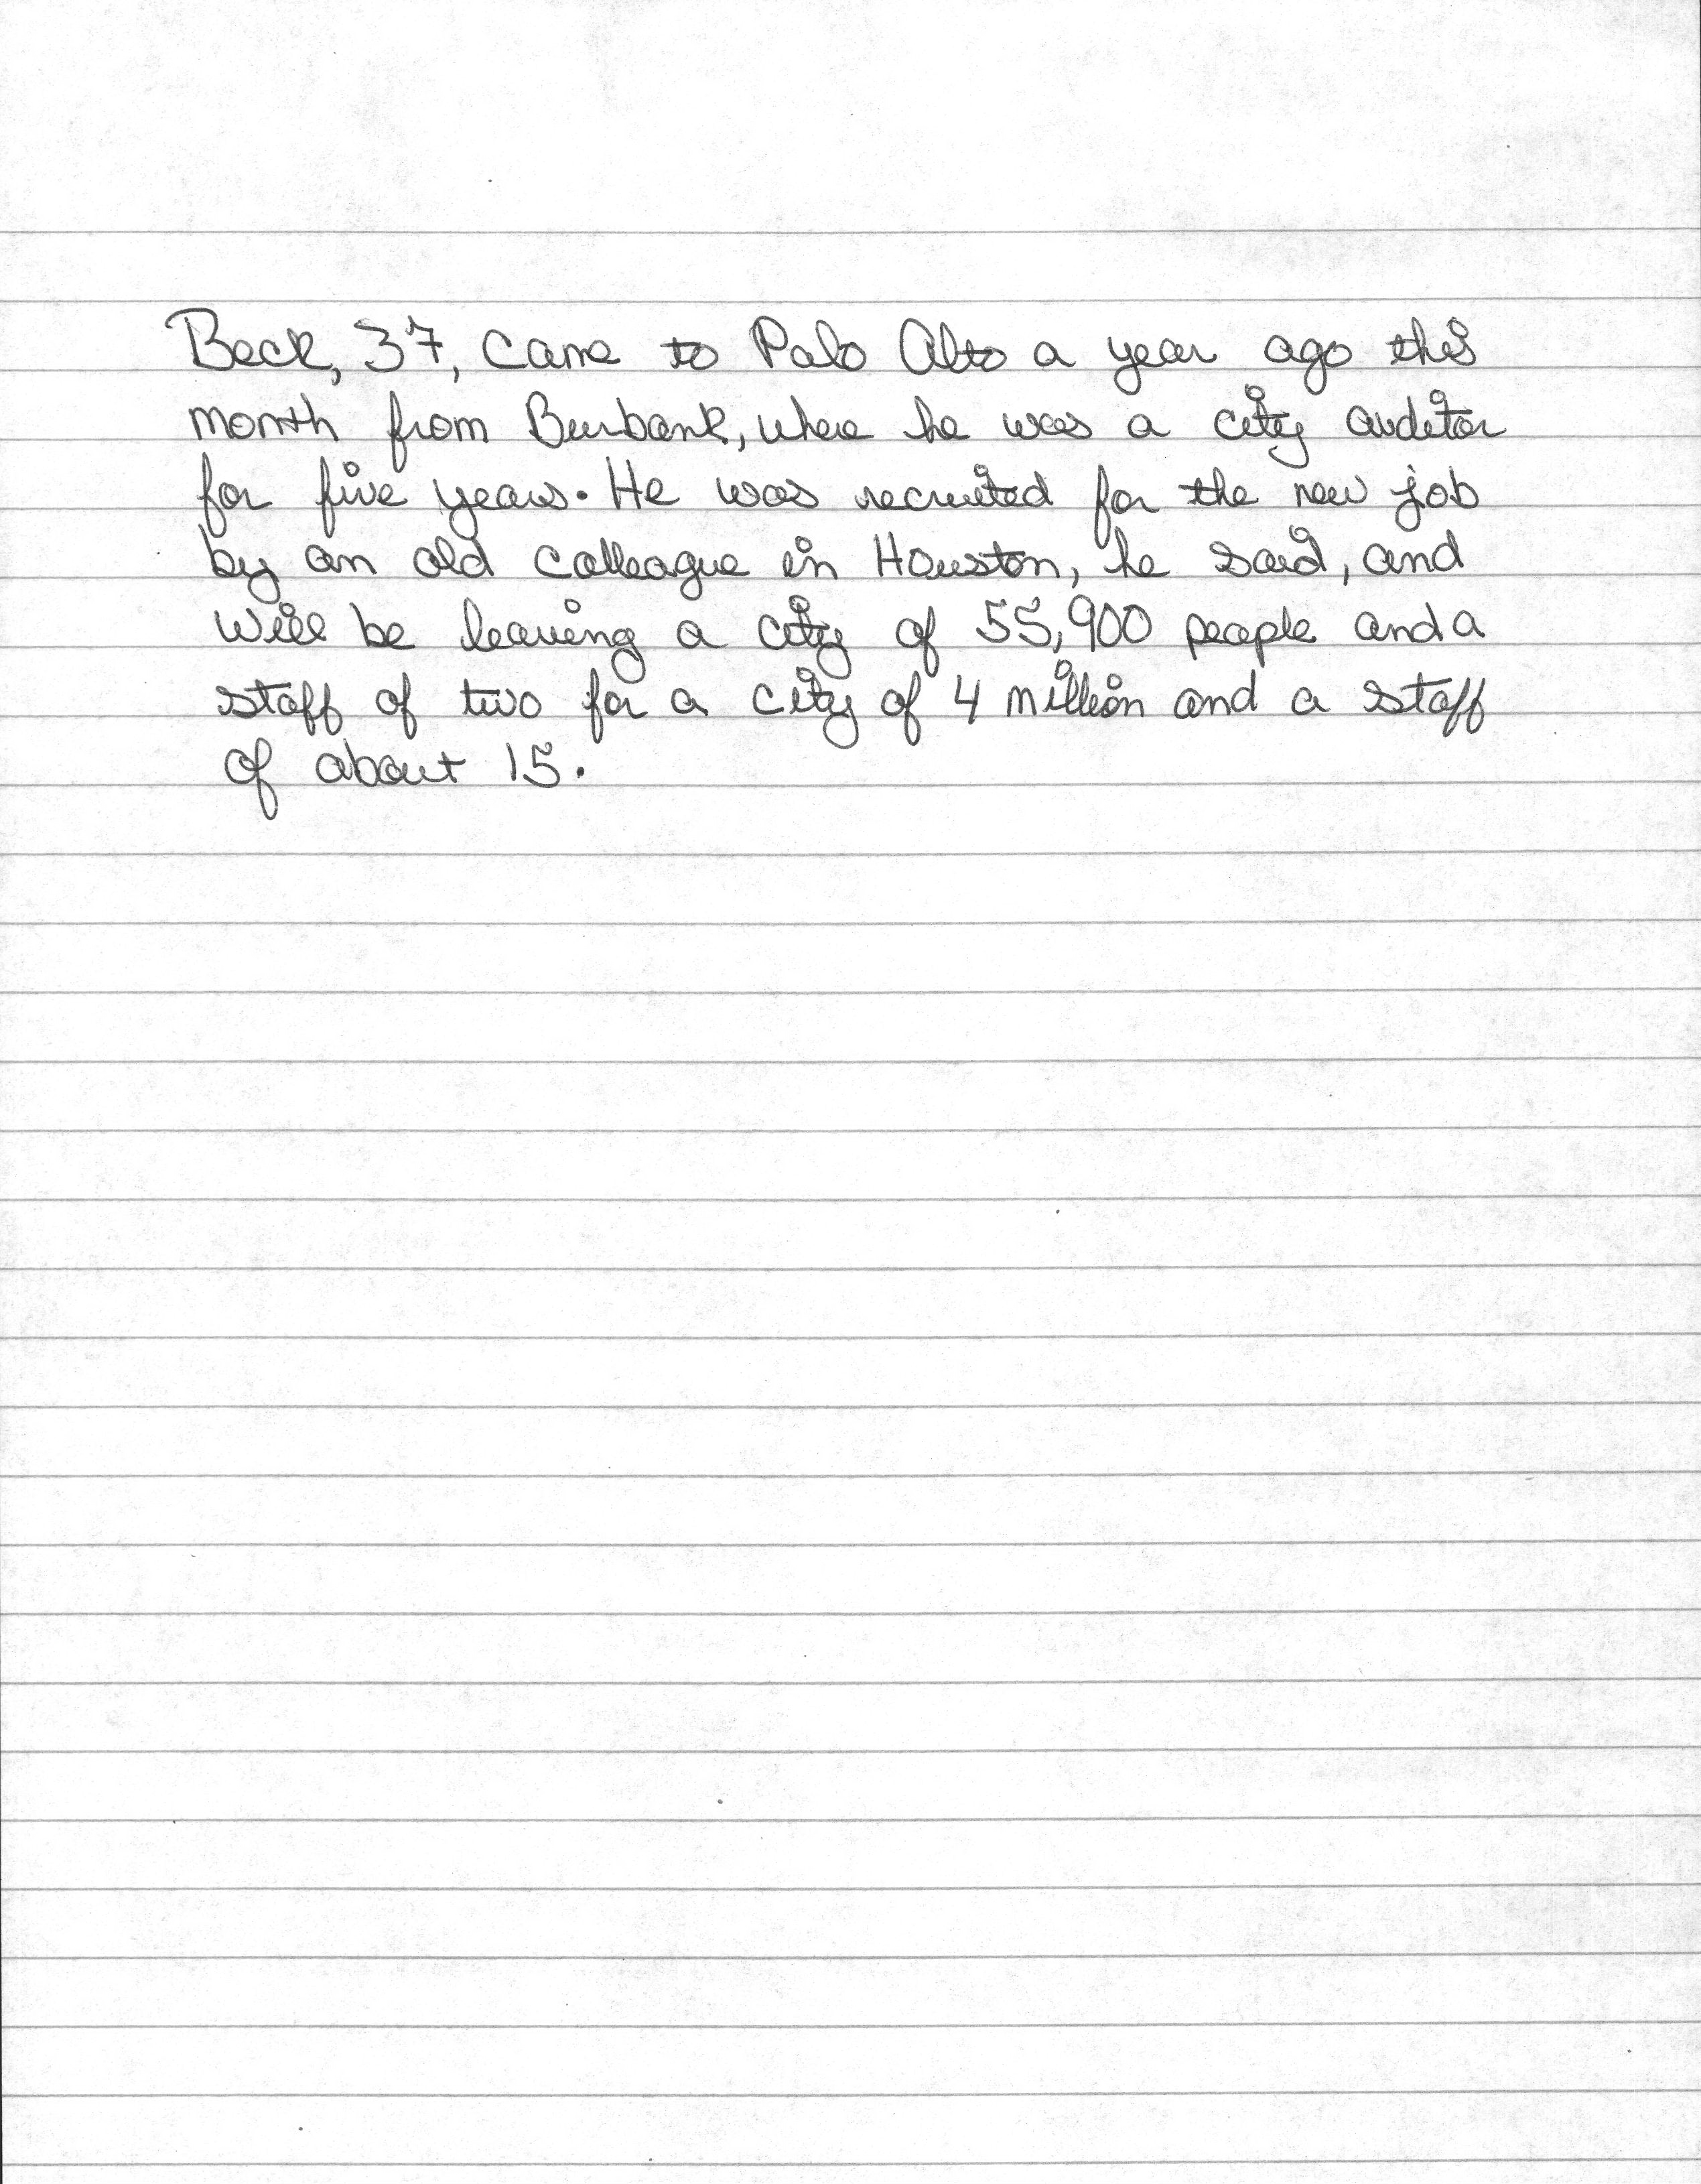 Beck, 37, came to Palo Alto a year ago this
month from Burbank, where he was a city auditor
for five years. He was recruited for the new job
by an old colleague in Houston, he said, and
will be leaving a city of 55,900 people and a
staff of two for a city of 4 million and a staff
of about 15.